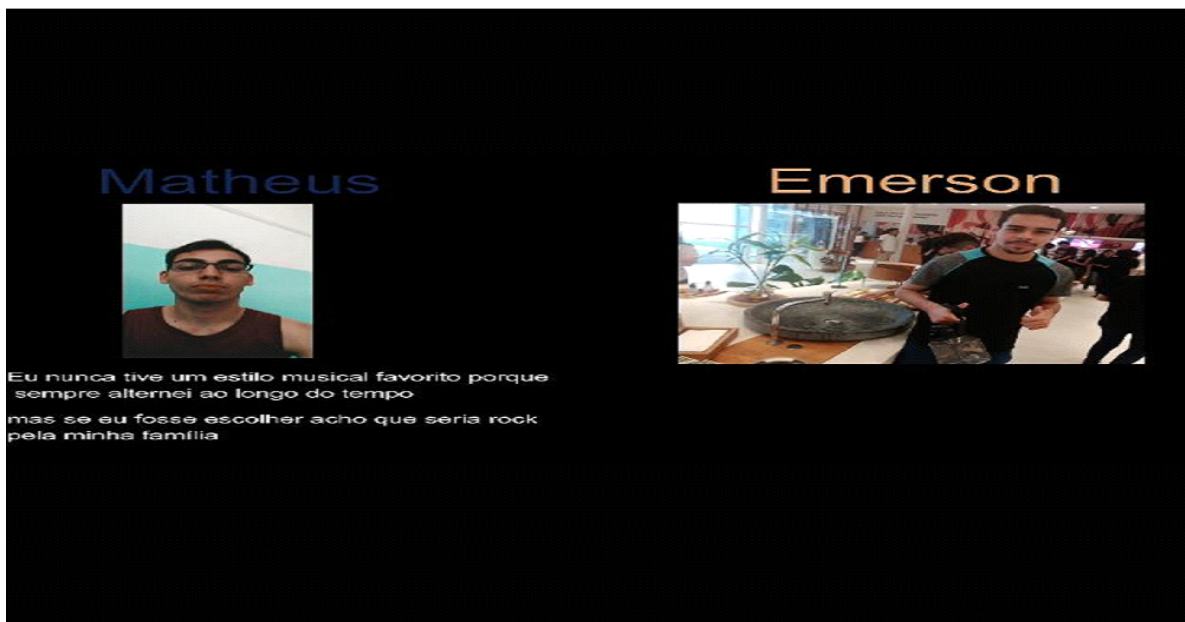 Matheus
Emerson
Eu nunca tive um estilo musical favorito porque
sempre alternei ao longo do tempo
mas se eu fosse escolher acho que seria rock
pela minha família